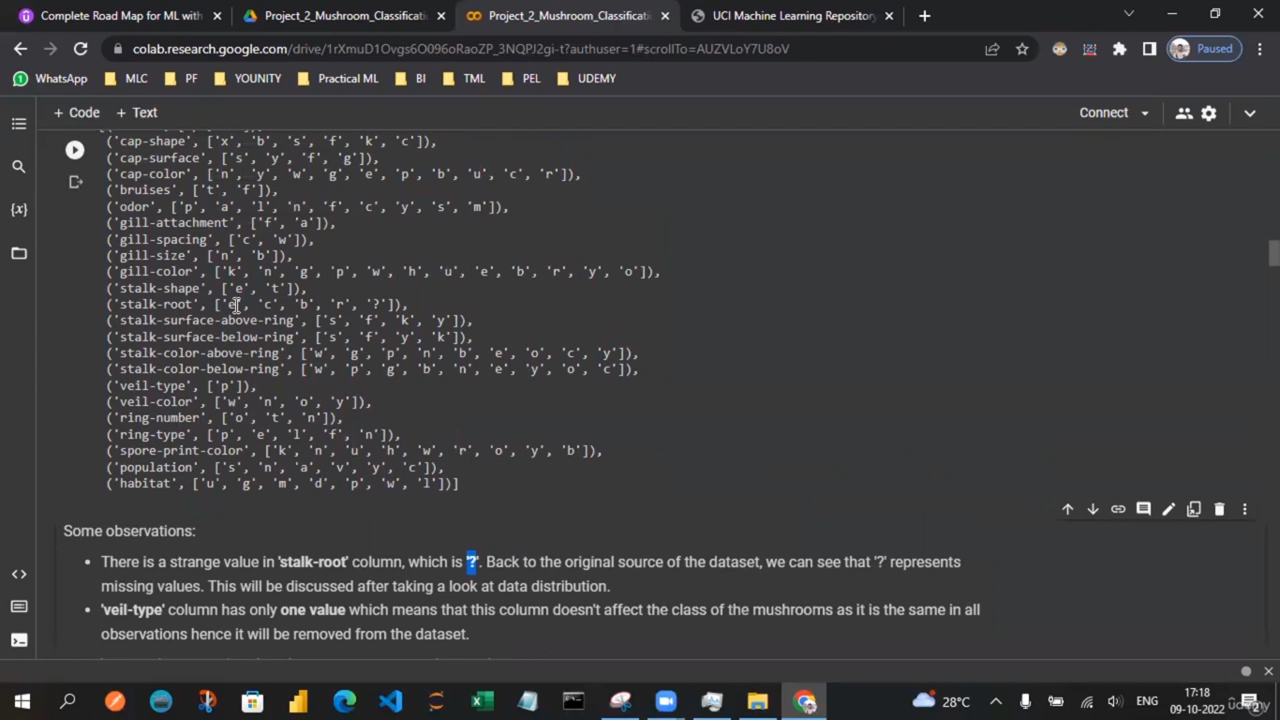 Complete Road Map for ML with
Project_2_Mushroom_Classificati
Project_2_Mushroom_Classificati
UCI Machine Learning Repository
colab.research.google.com/drive/1rXmuD1Ovgs6O096oRaoZP_3NQPJ2gi-t?authuser=1#scrollTo=AUZVLoY7U8oV
Paused
WhatsApp MLC PF YOUNITY Practical ML BI TML PEL UDEMY
+ Code + Text
Connect
('cap-shape', ['x', 'b', 's', 'f', 'k', 'c']),
('cap-surface', ['s', 'y', 'f', 'g']),
('cap-color', ['n', 'y', 'w', 'g', 'e', 'p', 'b', 'u', 'c', 'r']),
('bruises', ['t', 'f']),
('odor', ['p', 'a', 'l', 'n', 'f', 'c', 'y', 's', 'm']),
('gill-attachment', ['f', 'a']),
('gill-spacing', ['c', 'w']),
('gill-size', ['n', 'b']),
('gill-color', ['k', 'n', 'g', 'p', 'w', 'h', 'u', 'e', 'b', 'r', 'y', 'o']),
('stalk-shape', ['e', 't']),
('stalk-root', ['e', 'c', 'b', 'r', '?']),
('stalk-surface-above-ring', ['s', 'f', 'k', 'y']),
('stalk-surface-below-ring', ['s', 'f', 'y', 'k']),
('stalk-color-above-ring', ['w', 'g', 'p', 'n', 'b', 'e', 'o', 'c', 'y']),
('stalk-color-below-ring', ['w', 'p', 'g', 'b', 'n', 'e', 'y', 'o', 'c']),
('veil-type', ['p']),
('veil-color', ['w', 'n', 'o', 'y']),
('ring-number', ['o', 't', 'n']),
('ring-type', ['p', 'e', 'l', 'f', 'n']),
('spore-print-color', ['k', 'n', 'u', 'h', 'w', 'r', 'o', 'y', 'b']),
('population', ['s', 'n', 'a', 'v', 'y', 'c']),
('habitat', ['u', 'g', 'm', 'd', 'p', 'w', 'l'])]
Some observations:
• There is a strange value in 'stalk-root' column, which is '?'. Back to the original source of the dataset, we can see that '?' represents
missing values. This will be discussed after taking a look at data distribution.
• 'veil-type' column has only one value which means that this column doesn't affect the class of the mushrooms as it is the same in all
observations hence it will be removed from the dataset.
28°C
ENG
17:18
09-10-2022
udemy